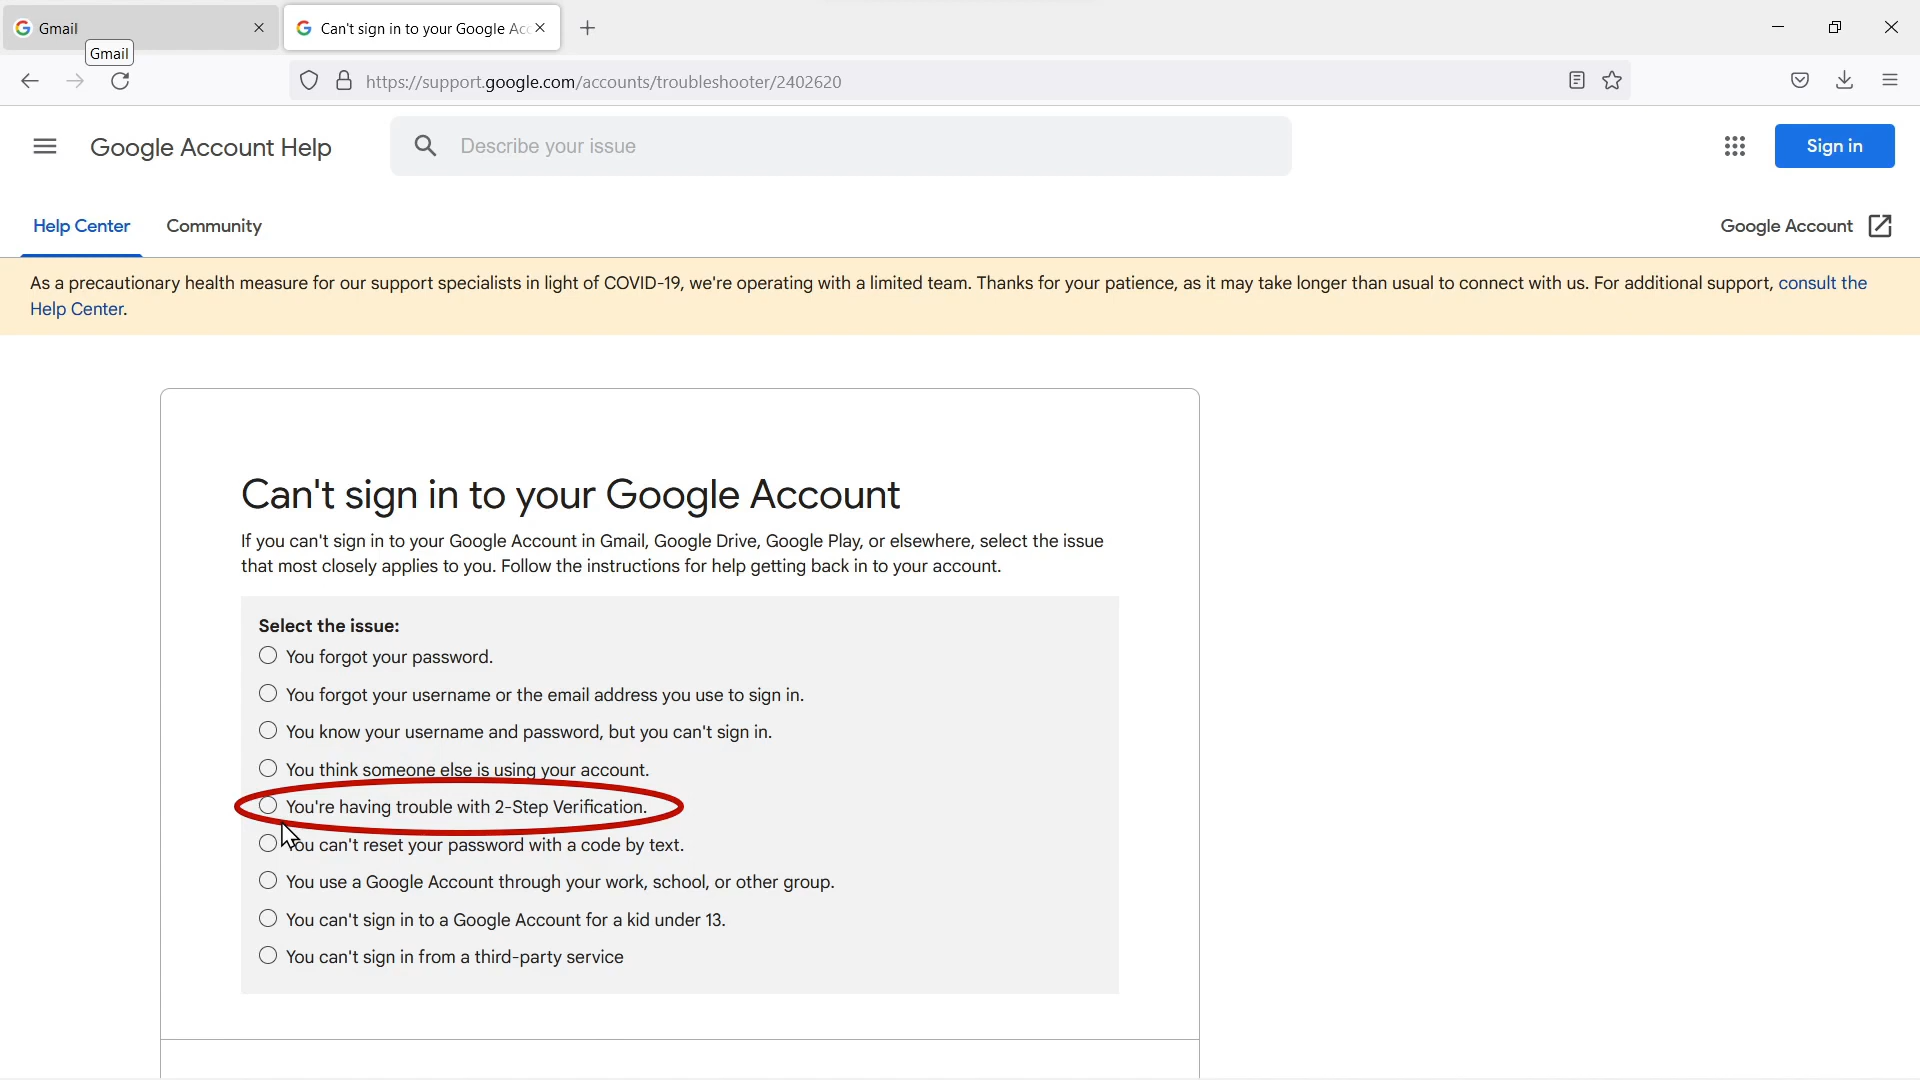 Gmail
Can't sign in to your Google Acc
Gmail
https://support.google.com/accounts/troubleshooter/2402620
Google Account Help
Describe your issue
Sign in
Help Center
Community
Google Account
As a precautionary health measure for our support specialists in light of COVID-19, we're operating with a limited team. Thanks for your patience, as it may take longer than usual to connect with us. For additional support, consult the
Help Center.
Can't sign in to your Google Account
If you can't sign in to your Google Account in Gmail, Google Drive, Google Play, or elsewhere, select the issue
that most closely applies to you. Follow the instructions for help getting back in to your account.
Select the issue:
You forgot your password.
You forgot your username or the email address you use to sign in.
You know your username and password, but you can't sign in.
You think someone else is using your account.
You're having trouble with 2-Step Verification.
You can't reset your password with a code by text.
You use a Google Account through your work, school, or other group.
You can't sign in to a Google Account for a kid under 13.
You can't sign in from a third-party service